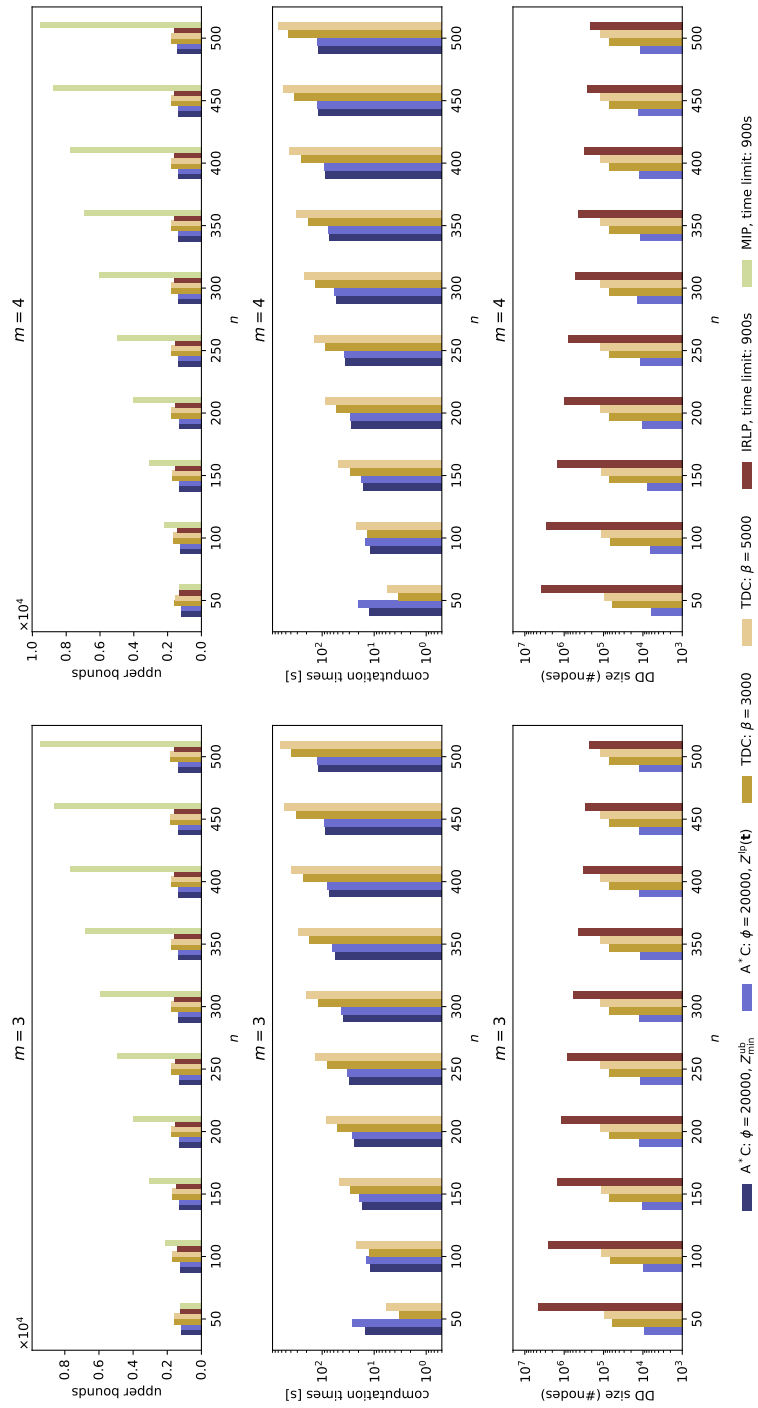 m = 3
×10⁴
0.8
0.6
0.4
0.2
0.0
upper bounds
50 100 150 200 250 300 350 400 450 500
n
m = 4
×10⁴
1.0
0.8
0.6
0.4
0.2
0.0
upper bounds
50 100 150 200 250 300 350 400 450 500
n
m = 3
10²
10¹
10⁰
computation times [s]
50 100 150 200 250 300 350 400 450 500
n
m = 4
10²
10¹
10⁰
computation times [s]
50 100 150 200 250 300 350 400 450 500
n
m = 3
10⁷
10⁶
10⁵
10⁴
10³
DD size (#nodes)
50 100 150 200 250 300 350 400 450 500
n
m = 4
10⁷
10⁶
10⁵
10⁴
10³
DD size (#nodes)
50 100 150 200 250 300 350 400 450 500
n
A*C: ϕ = 20000, Z^ub_min A*C: ϕ = 20000, Z^lp(t) TDC: β = 3000 TDC: β = 5000 IRLP, time limit: 900s MIP, time limit: 900s